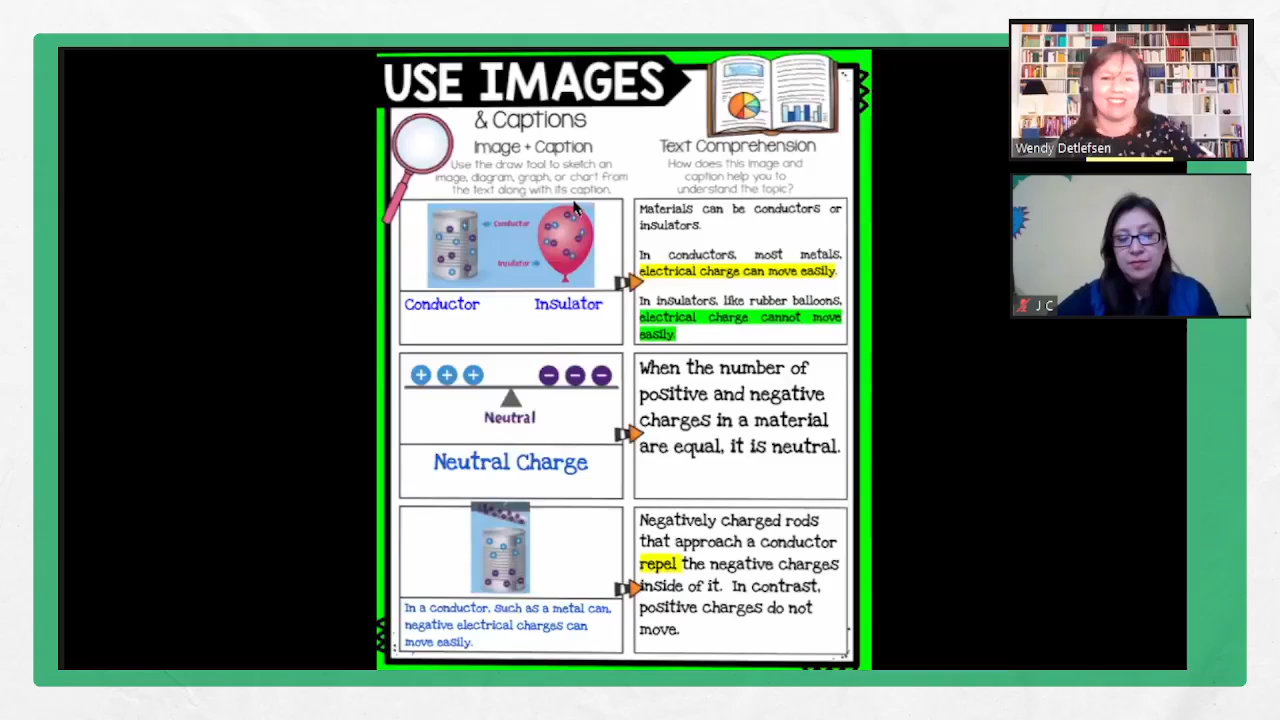 USE IMAGES
& Captions
Image + Caption
Use the draw tool to sketch an
image, diagram, graph, or chart from
the text along with its caption.
Text Comprehension
How does this image and
caption help you to
understand the topic?
Conductor
Insulator
Conductor Insulator
Materials can be conductors or
insulators.
In conductors, most metals,
electrical charge can move easily.
In insulators, like rubber balloons,
electrical charge cannot move
easily.
Neutral
Neutral Charge
When the number of
positive and negative
charges in a material
are equal, it is neutral.
In a conductor, such as a metal can,
negative electrical charges can
move easily.
Negatively charged rods
that approach a conductor
repel the negative charges
inside of it. In contrast,
positive charges do not
move.
Wendy Detlefsen
J C